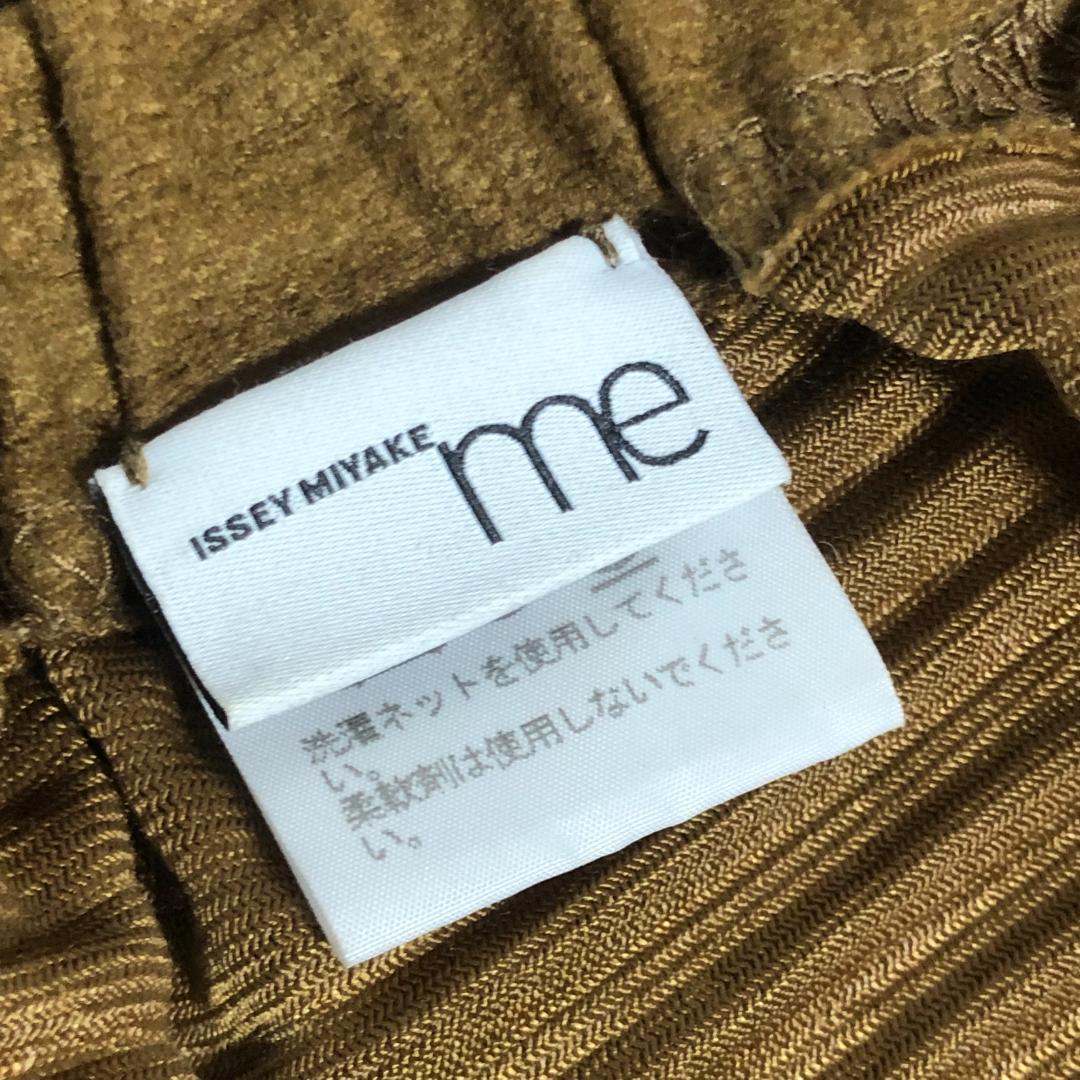 ISSEY MIYAKE me
洗濯ネットを使用してくださ
い。
柔軟剤は使用しないでくださ
い。